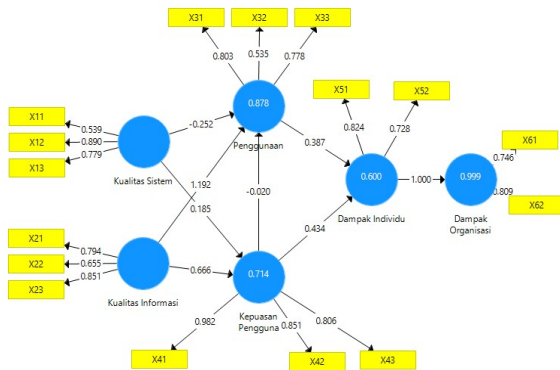 X31
X32
X33
0.803
0.535
0.778
X11
X12
X13
0.539
0.890
0.779
Kualitas Sistem
-0.252
0.878
Penggunaan
X51
X52
0.824
0.728
0.387
1.192
0.185
-0.020
0.600
Dampak Individu
1.000
0.999
Dampak
Organisasi
X61
0.746
0.809
X62
X21
X22
X23
0.794
0.655
0.851
Kualitas Informasi
0.666
0.434
0.714
Kepuasan
Pengguna
0.982
0.851
0.806
X41
X42
X43